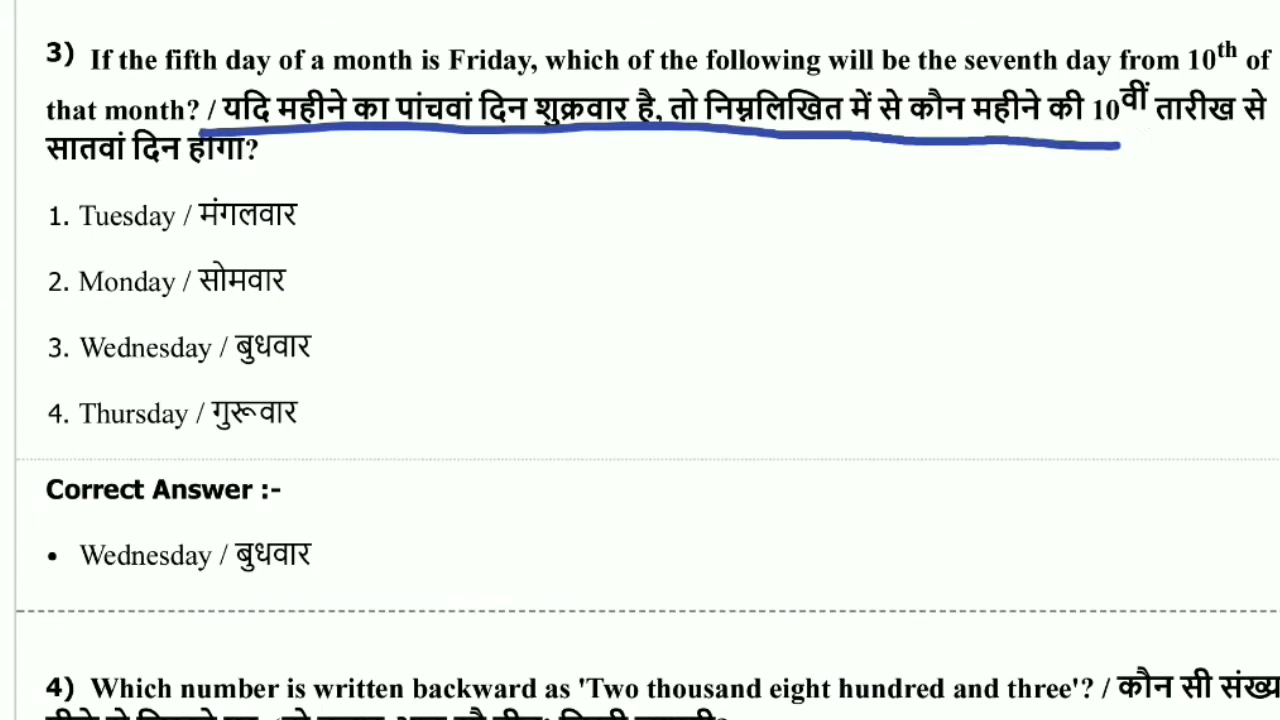 3) If the fifth day of a month is Friday, which of the following will be the seventh day from 10th of
that month? / यदि महीने का पांचवां दिन शुक्रवार है, तो निम्नलिखित में से कौन महीने की 10वीं तारीख से
सातवां दिन होगा?
1. Tuesday / मंगलवार
2. Monday / सोमवार
3. Wednesday / बुधवार
4. Thursday / गुरूवार
Correct Answer :-
• Wednesday / बुधवार
4) Which number is written backward as 'Two thousand eight hundred and three'? / कौन सी